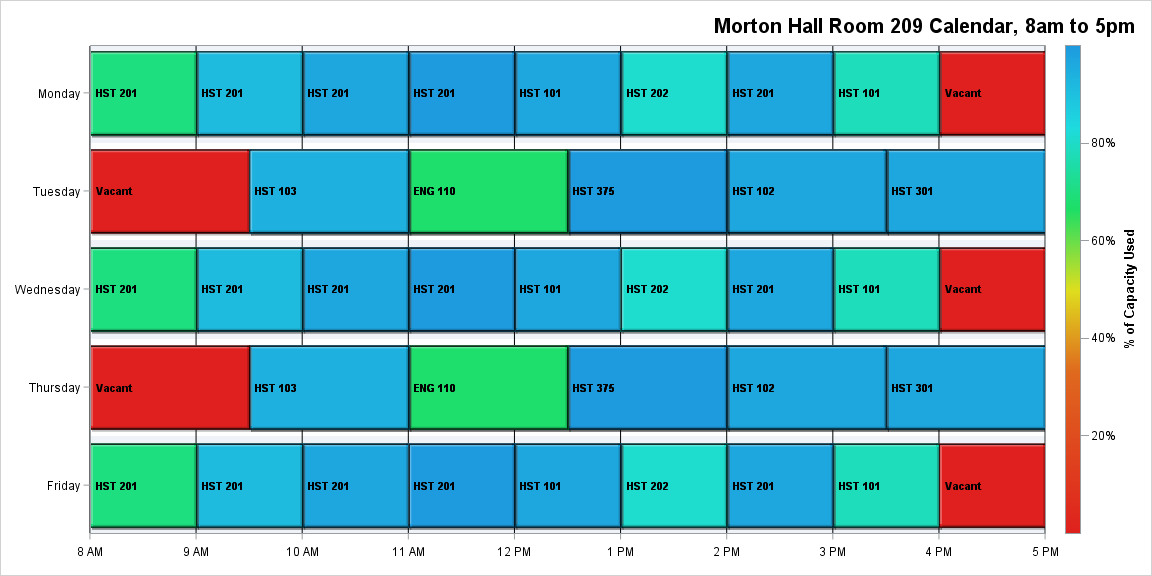 Morton Hall Room 209 Calendar, 8am to 5pm
Monday
HST 201
HST 201
HST 201
HST 201
HST 101
HST 202
HST 201
HST 101
Vacant
Tuesday
Vacant
HST 103
ENG 110
HST 375
HST 102
HST 301
Wednesday
HST 201
HST 201
HST 201
HST 201
HST 101
HST 202
HST 201
HST 101
Vacant
Thursday
Vacant
HST 103
ENG 110
HST 375
HST 102
HST 301
Friday
HST 201
HST 201
HST 201
HST 201
HST 101
HST 202
HST 201
HST 101
Vacant
8 AM
9 AM
10 AM
11 AM
12 PM
1 PM
2 PM
3 PM
4 PM
5 PM
80%
60%
40%
20%
% of Capacity Used